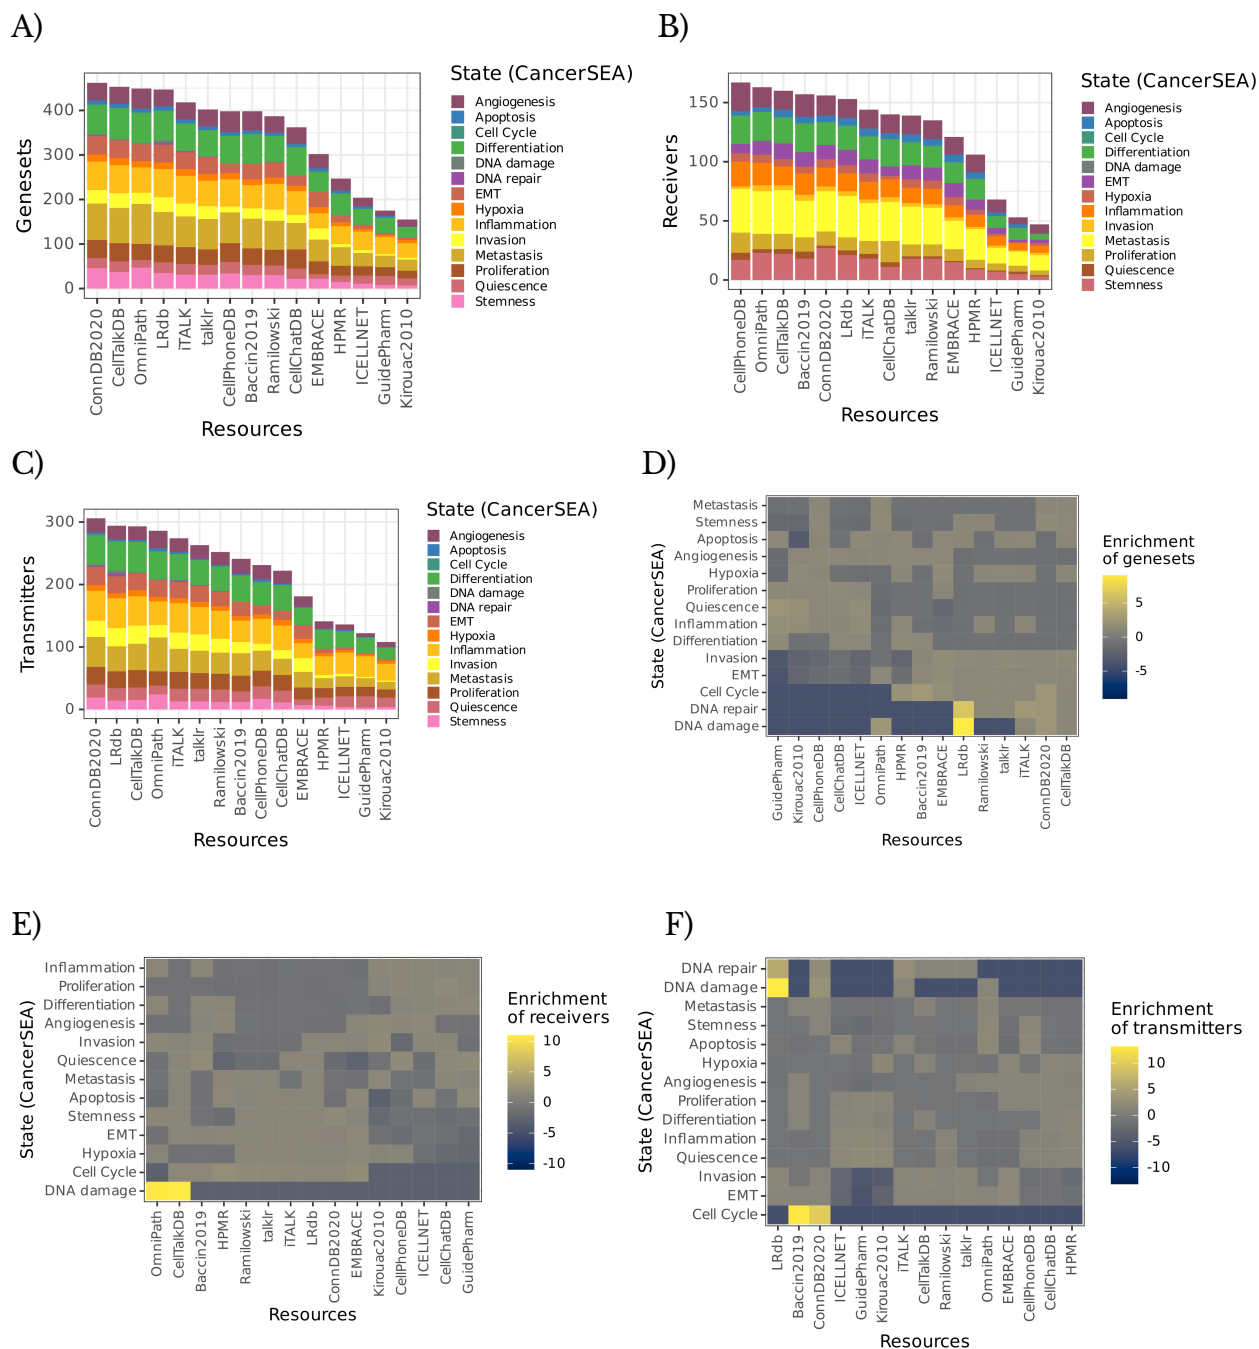 A)
State (CancerSEA)
Angiogenesis
Apoptosis
Cell Cycle
Differentiation
DNA damage
DNA repair
EMT
Hypoxia
Inflammation
Invasion
Metastasis
Proliferation
Quiescence
Stemness
Genesets
400
300
200
100
0
ConnDB2020
CellTalkDB
OmniPath
LRdb
iTALK
talklr
CellPhoneDB
Baccin2019
Ramilowski
CellChatDB
EMBRACE
HPMR
ICELLNET
GuidePharm
Kirouac2010
Resources
B)
State (CancerSEA)
Angiogenesis
Apoptosis
Cell Cycle
Differentiation
DNA damage
EMT
Hypoxia
Inflammation
Invasion
Metastasis
Proliferation
Quiescence
Stemness
Receivers
150
100
50
0
CellPhoneDB
OmniPath
CellTalkDB
Baccin2019
ConnDB2020
LRdb
iTALK
CellChatDB
talklr
Ramilowski
EMBRACE
HPMR
ICELLNET
GuidePharm
Kirouac2010
Resources
C)
State (CancerSEA)
Angiogenesis
Apoptosis
Cell Cycle
Differentiation
DNA damage
DNA repair
EMT
Hypoxia
Inflammation
Invasion
Metastasis
Proliferation
Quiescence
Stemness
Transmitters
300
200
100
0
ConnDB2020
LRdb
CellTalkDB
OmniPath
iTALK
talklr
Ramilowski
Baccin2019
CellPhoneDB
CellChatDB
EMBRACE
HPMR
ICELLNET
GuidePharm
Kirouac2010
Resources
D)
State (CancerSEA)
Metastasis
Stemness
Apoptosis
Angiogenesis
Hypoxia
Proliferation
Quiescence
Inflammation
Differentiation
Invasion
EMT
Cell Cycle
DNA repair
DNA damage
GuidePharm
Kirouac2010
CellPhoneDB
CellChatDB
ICELLNET
OmniPath
HPMR
Baccin2019
EMBRACE
LRdb
Ramilowski
talklr
iTALK
ConnDB2020
CellTalkDB
Resources
Enrichment
of genesets
5
0
-5
E)
State (CancerSEA)
Inflammation
Proliferation
Differentiation
Angiogenesis
Invasion
Quiescence
Metastasis
Apoptosis
Stemness
EMT
Hypoxia
Cell Cycle
DNA damage
OmniPath
CellTalkDB
Baccin2019
HPMR
Ramilowski
talklr
iTALK
LRdb
ConnDB2020
EMBRACE
Kirouac2010
CellPhoneDB
ICELLNET
CellChatDB
GuidePharm
Resources
Enrichment
of receivers
10
5
0
-5
-10
F)
State (CancerSEA)
DNA repair
DNA damage
Metastasis
Stemness
Apoptosis
Hypoxia
Angiogenesis
Proliferation
Differentiation
Inflammation
Quiescence
Invasion
EMT
Cell Cycle
LRdb
Baccin2019
ConnDB2020
ICELLNET
GuidePharm
Kirouac2010
iTALK
CellTalkDB
Ramilowski
talklr
OmniPath
EMBRACE
CellPhoneDB
CellChatDB
HPMR
Resources
Enrichment
of transmitters
10
5
0
-5
-10